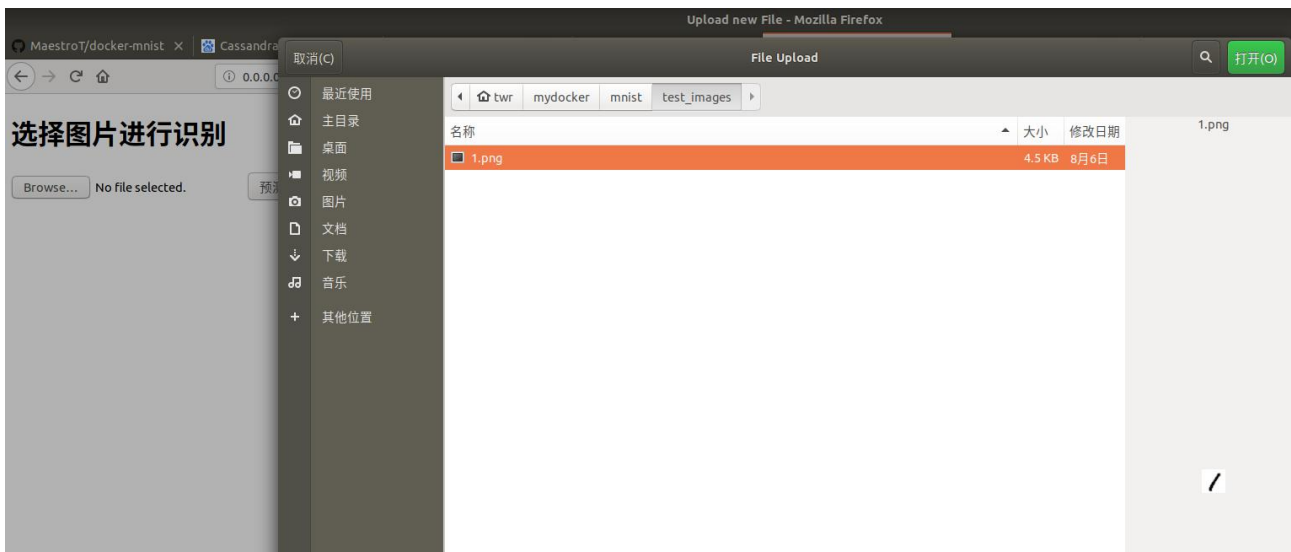 Upload new File - Mozilla Firefox
MaestroT/docker-mnist
Cassandra
取消(C)
File Upload
打开(O)
0.0.0.0
选择图片进行识别
Browse... No file selected.
最近使用
主目录
桌面
视频
图片
文档
下载
音乐
其他位置
twr mydocker mnist test_images
名称 大小 修改日期
1.png 4.5 KB 8月6日
1.png